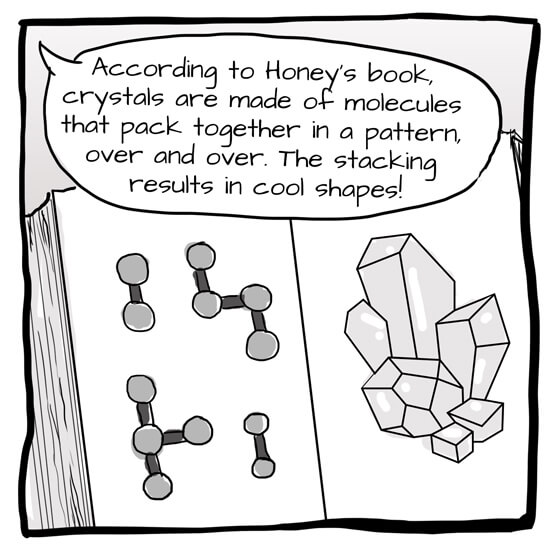 According to Honey's book,
crystals are made of molecules
that pack together in a pattern,
over and over. The stacking
results in cool shapes!